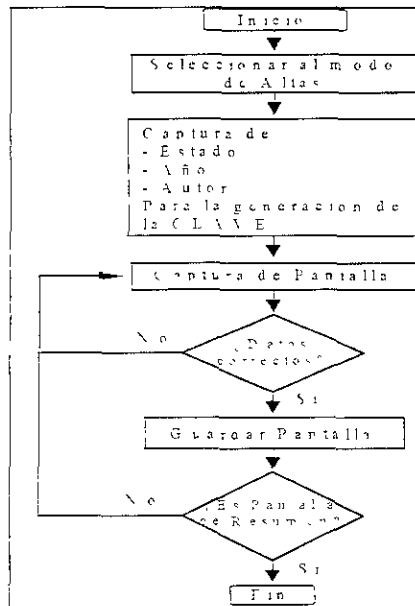 Inicio
Seleccionar al modo
de Altas
Captura de
- Estado
- Año
- Autor
Para la generacion de
la CLAVE
Captura de Pantalla
No
¿Datos
correctos?
Si
Guardar Pantalla
No
¿Es Pantalla
de Resumen?
Si
Fin